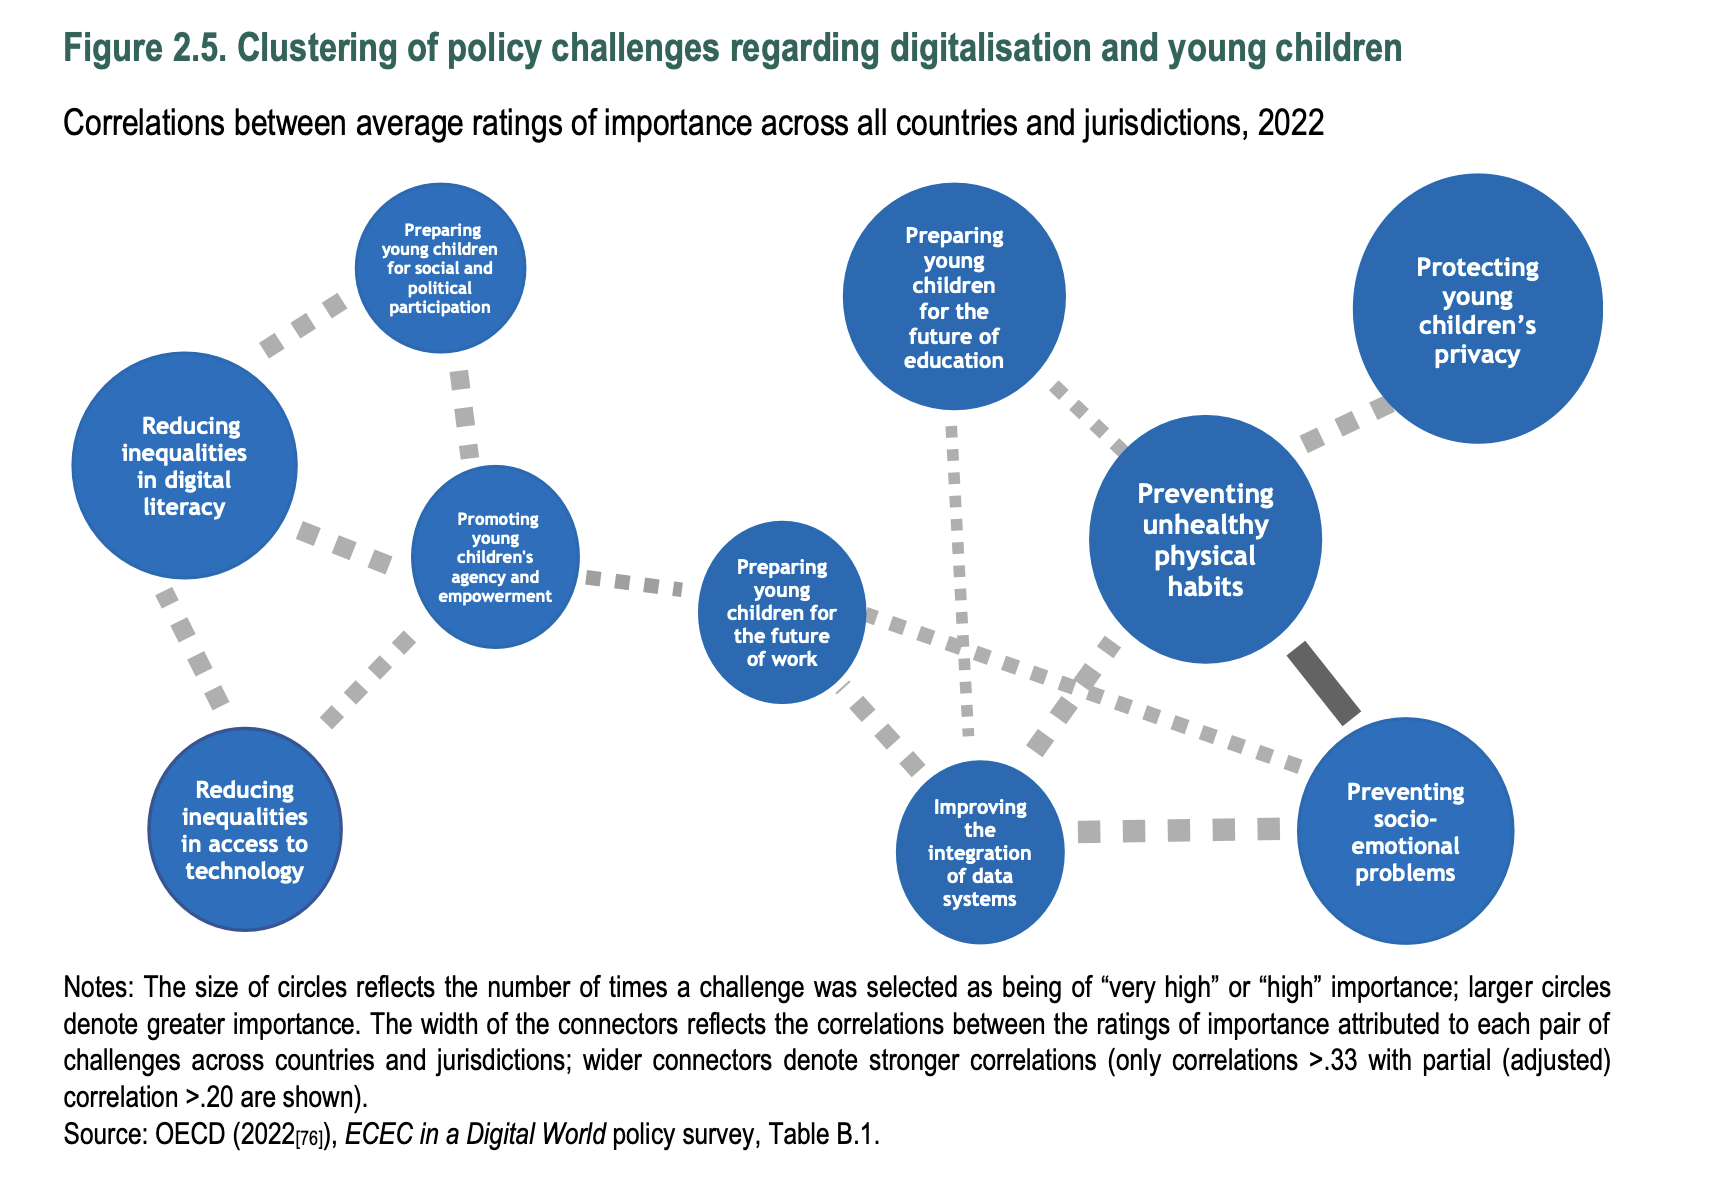 Figure 2.5. Clustering of policy challenges regarding digitalisation and young children
Correlations between average ratings of importance across all countries and jurisdictions, 2022
Preparing
young children
for social and
political
participation
Preparing
young
children
for the
future of
education
Protecting
young
children’s
privacy
Reducing
inequalities
in digital
literacy
Promoting
young
children's
agency and
empowerment
Preparing
young
children for
the future
of work
Preventing
unhealthy
physical
habits
Reducing
inequalities
in access to
technology
Improving
the
integration
of data
systems
Preventing
socio-
emotional
problems
Notes: The size of circles reflects the number of times a challenge was selected as being of “very high” or “high” importance; larger circles
denote greater importance. The width of the connectors reflects the correlations between the ratings of importance attributed to each pair of
challenges across countries and jurisdictions; wider connectors denote stronger correlations (only correlations >.33 with partial (adjusted)
correlation >.20 are shown).
Source: OECD (2022[76]), ECEC in a Digital World policy survey, Table B.1.